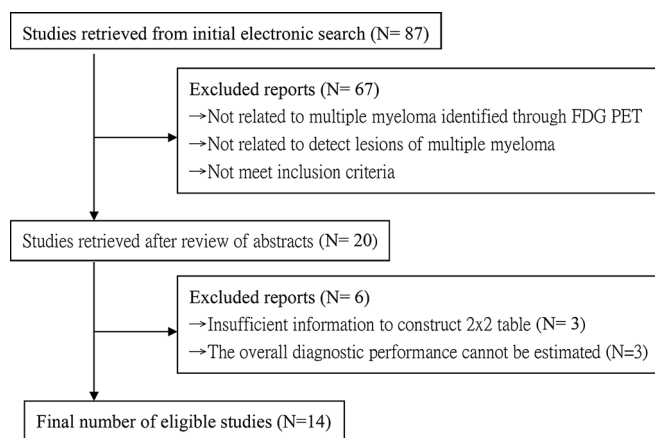 Studies retrieved from initial electronic search (N= 87)
Excluded reports (N= 67)
→Not related to multiple myeloma identified through FDG PET
→Not related to detect lesions of multiple myeloma
→Not meet inclusion criteria
Studies retrieved after review of abstracts (N= 20)
Excluded reports (N= 6)
→Insufficient information to construct 2x2 table (N= 3)
→The overall diagnostic performance cannot be estimated (N=3)
Final number of eligible studies (N=14)